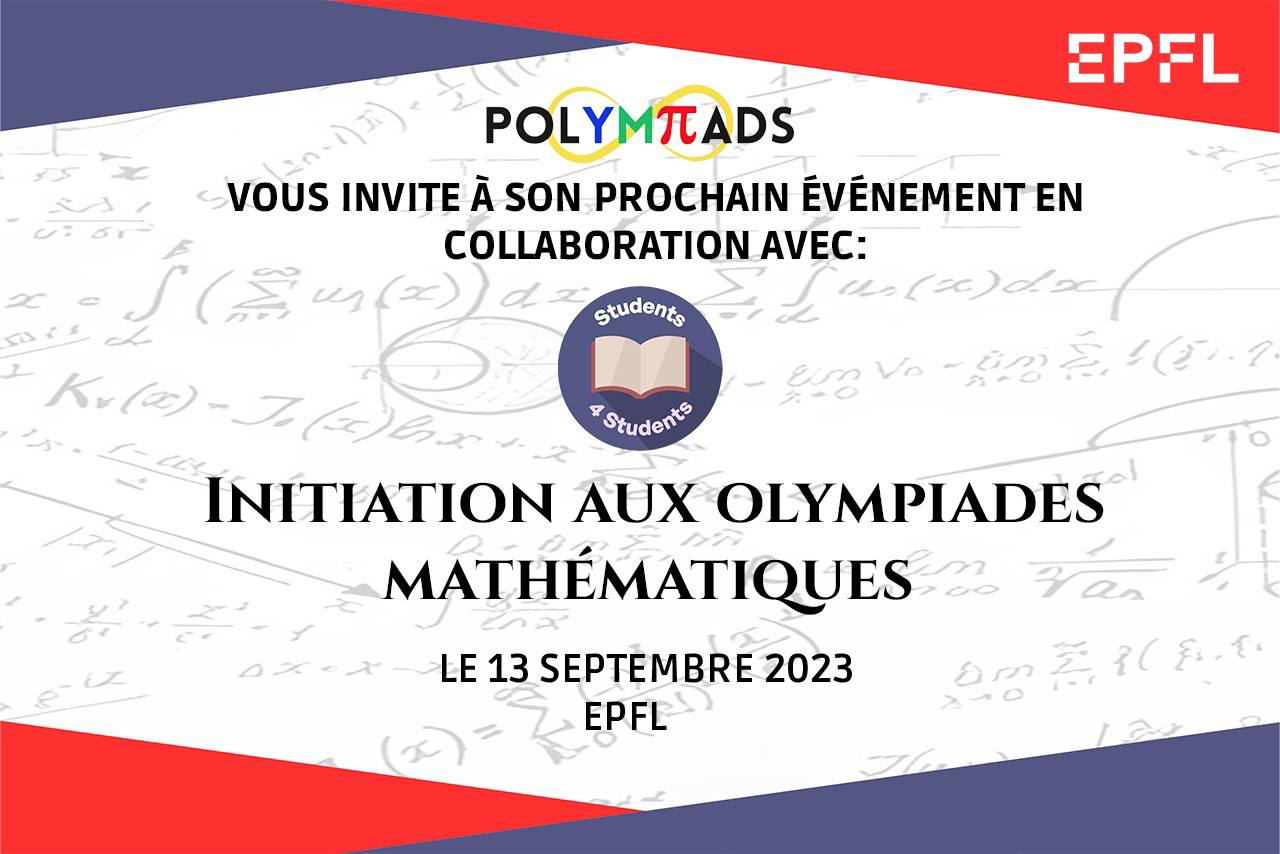 EPFL
POLYMπADS
VOUS INVITE À SON PROCHAIN ÉVÉNEMENT EN
COLLABORATION AVEC:
Students
4 Students
INITIATION AUX OLYMPIADES
MATHÉMATIQUES
LE 13 SEPTEMBRE 2023
EPFL